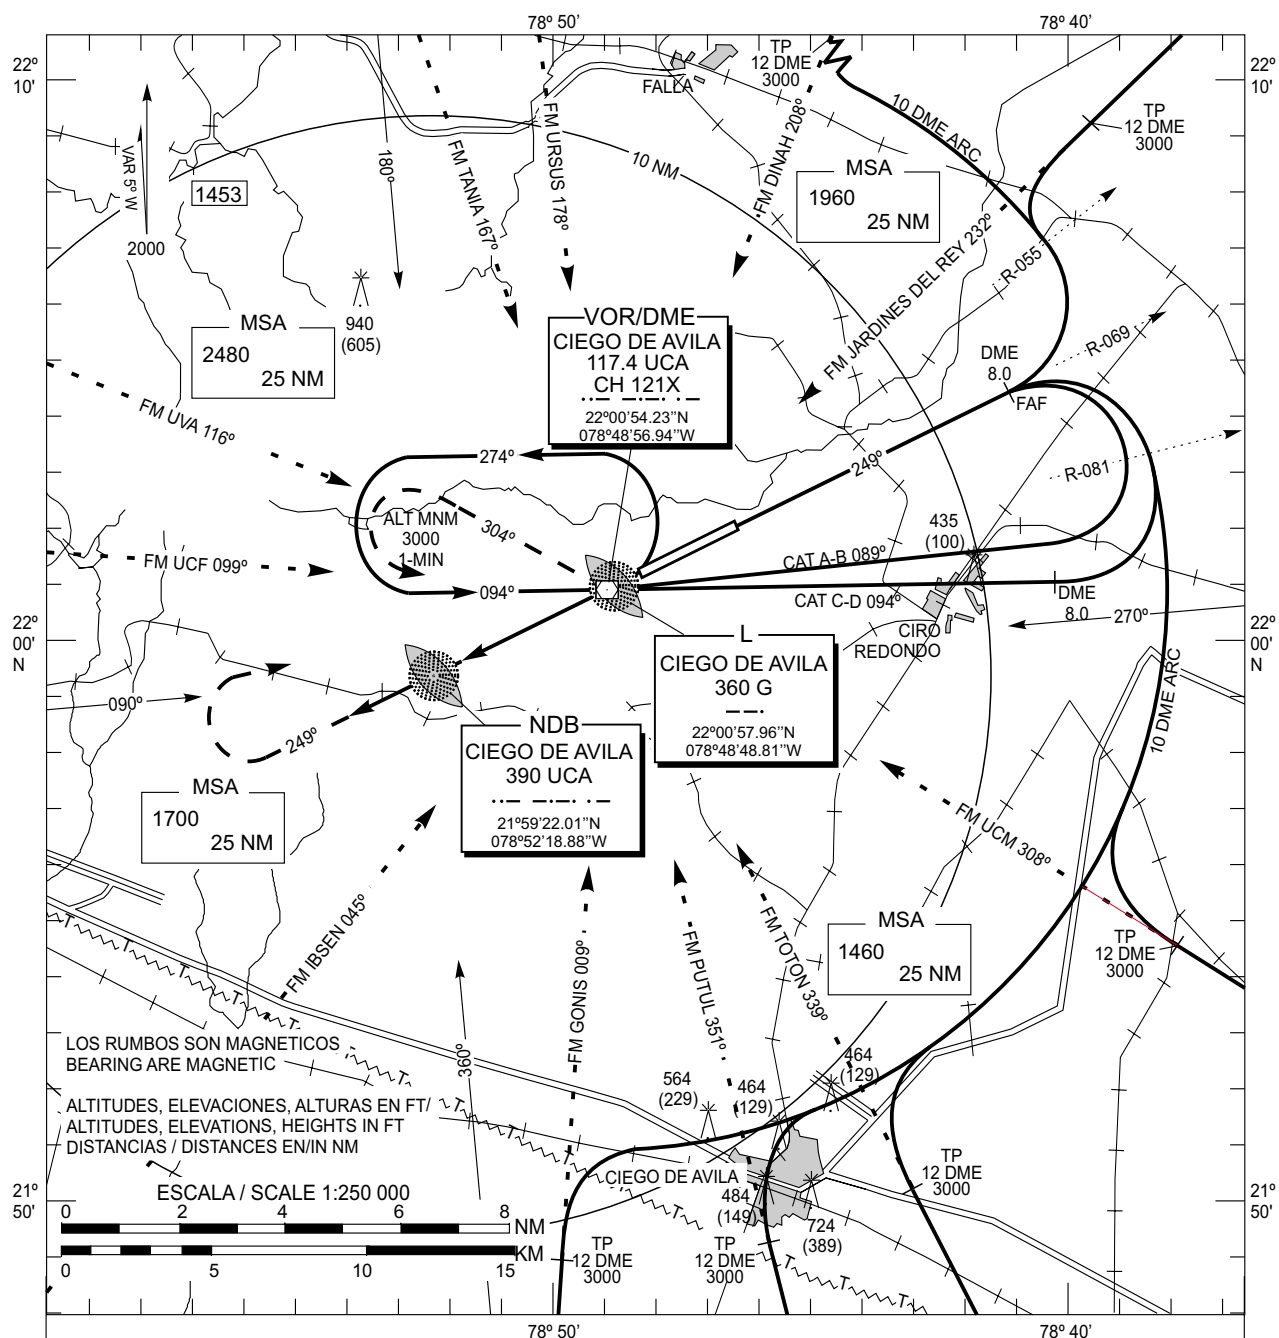 78º 50'
78º 40'
22º
10'
22º
10'
TP
12 DME
3000
FALLA
10 DME ARC
TP
12 DME
3000
VAR 5º W
2000
1453
180º
FM TANIA 167º
FM URSUS 178º
10 NM
FM DINAH 208º
MSA
1960
25 NM
FM JARDINES DEL REY 232º
R-055
940
(605)
MSA
2480
25 NM
VOR/DME
CIEGO DE AVILA
117.4 UCA
CH 121X
22º00'54.23"N
078º48'56.94"W
DME
8.0
FAF
R-069
FM UVA 116º
274º
249º
R-081
ALT MNM
3000
1-MIN
304º
435
(100)
FM UCF 099º
CAT A-B 089º
094º
CAT C-D 094º
DME
8.0
270º
CIRO
REDONDO
22º
00'
N
22º
00'
N
L
CIEGO DE AVILA
360 G
22º00'57.96"N
078º48'48.81"W
090º
249º
NDB
CIEGO DE AVILA
390 UCA
21º59'22.01"N
078º52'18.88"W
10 DME ARC
MSA
1700
25 NM
FM UCM 308º
FM IBSEN 045º
FM GONIS 009º
FM PUTUL 351º
FM TOTON 339º
MSA
1460
25 NM
TP
12 DME
3000
T
T
T
T
T
T
T
T
T
T
LOS RUMBOS SON MAGNETICOS
BEARING ARE MAGNETIC
360º
564
(229)
464
(129)
464
(129)
ALTITUDES, ELEVACIONES, ALTURAS EN FT/
ALTITUDES, ELEVATIONS, HEIGHTS IN FT
DISTANCIAS / DISTANCES EN/IN NM
CIEGO DE AVILA
TP
12 DME
3000
ESCALA / SCALE 1:250 000
484
(149)
724
(389)
21º
50'
21º
50'
0 2 4 6 8 NM
KM
0 5 10 15
TP
12 DME
3000
TP
12 DME
3000
78º 50'
78º 40'